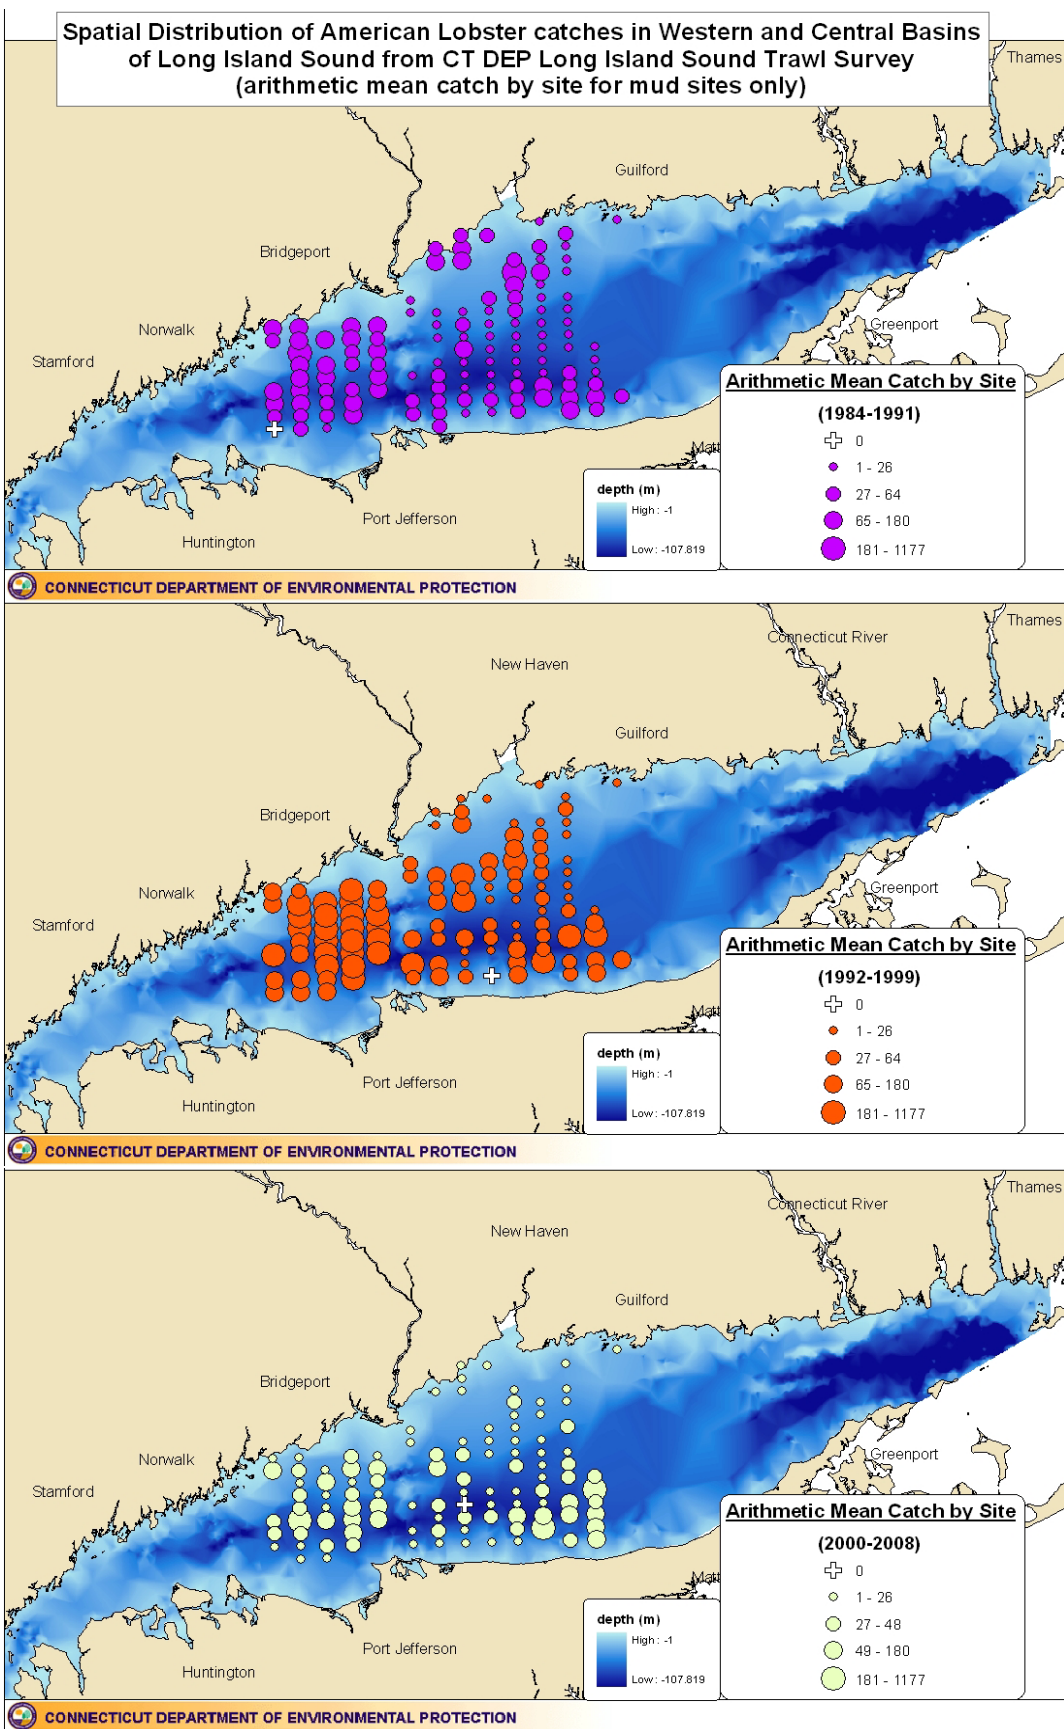 Spatial Distribution of American Lobster catches in Western and Central Basins
of Long Island Sound from CT DEP Long Island Sound Trawl Survey
(arithmetic mean catch by site for mud sites only)
Thames
Guilford
Bridgeport
Norwalk
Stamford
Greenport
Port Jefferson
Huntington
depth (m)
High : -1
Low : -107.819
Arithmetic Mean Catch by Site
(1984-1991)
0
1 - 26
27 - 64
65 - 180
181 - 1177
CONNECTICUT DEPARTMENT OF ENVIRONMENTAL PROTECTION
Thames
Connecticut River
New Haven
Guilford
Bridgeport
Norwalk
Stamford
Greenport
Port Jefferson
Huntington
depth (m)
High : -1
Low : -107.819
Arithmetic Mean Catch by Site
(1992-1999)
0
1 - 26
27 - 64
65 - 180
181 - 1177
CONNECTICUT DEPARTMENT OF ENVIRONMENTAL PROTECTION
Thames
Connecticut River
New Haven
Guilford
Bridgeport
Norwalk
Stamford
Greenport
Port Jefferson
Huntington
depth (m)
High : -1
Low : -107.819
Arithmetic Mean Catch by Site
(2000-2008)
0
1 - 26
27 - 48
49 - 180
181 - 1177
CONNECTICUT DEPARTMENT OF ENVIRONMENTAL PROTECTION